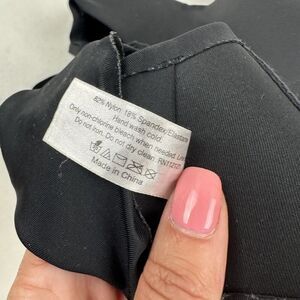 82% Nylon 18% Spandex/Elastane
Hand wash cold
Only non-chlorine bleach when needed.
Do not Iron. Do not dry clean.
Made in China